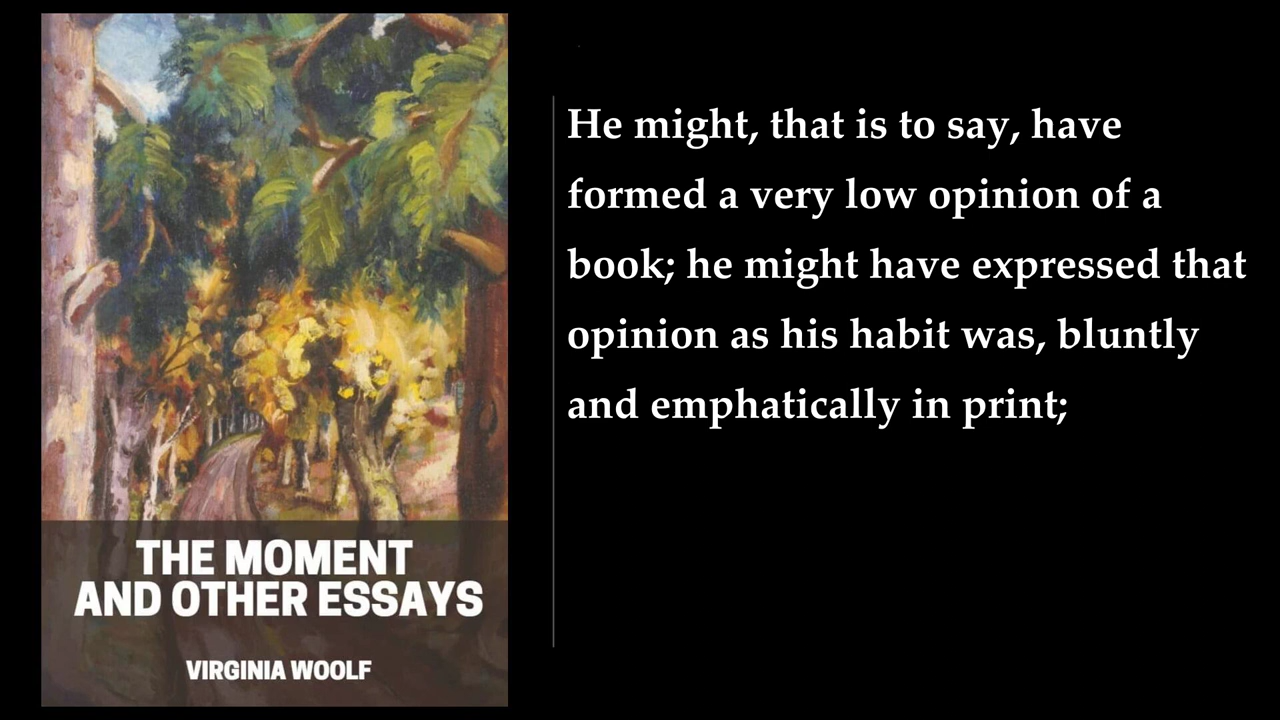 THE MOMENT
AND OTHER ESSAYS
VIRGINIA WOOLF
He might, that is to say, have
formed a very low opinion of a
book; he might have expressed that
opinion as his habit was, bluntly
and emphatically in print;